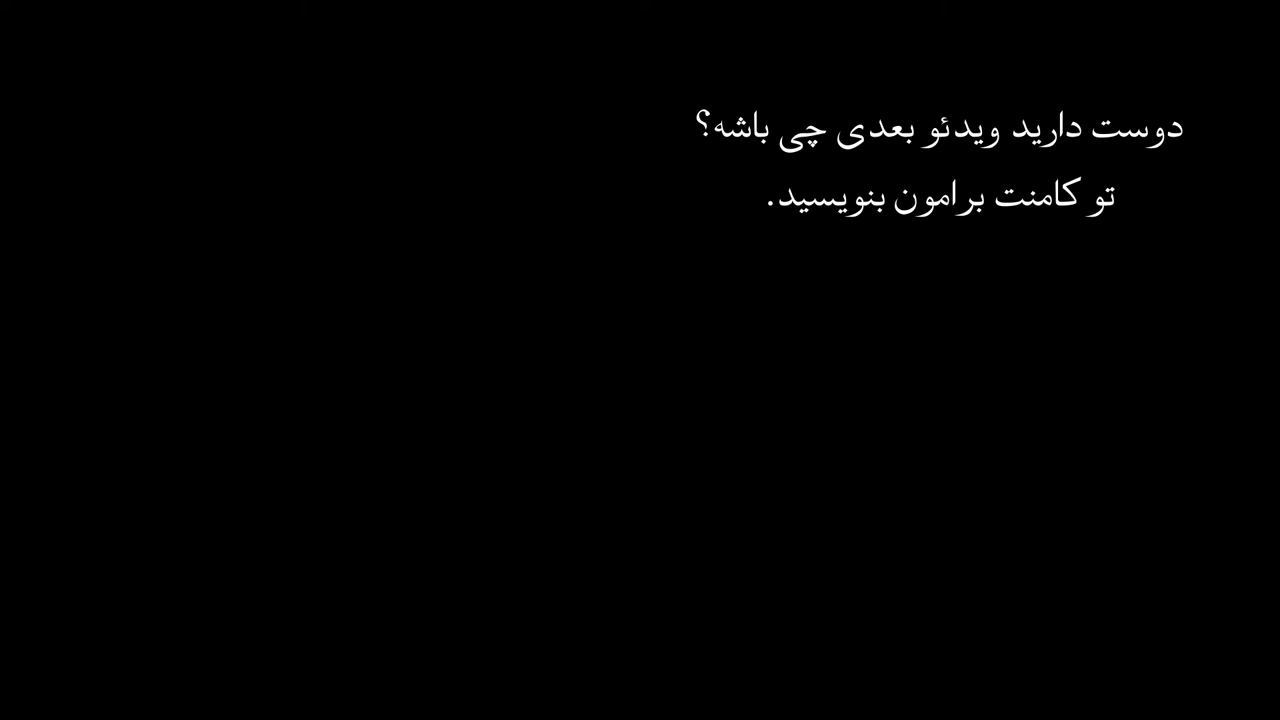 دوست دارید ویدئو بعدی چی باشه؟
تو کامنت برامون بنویسید.